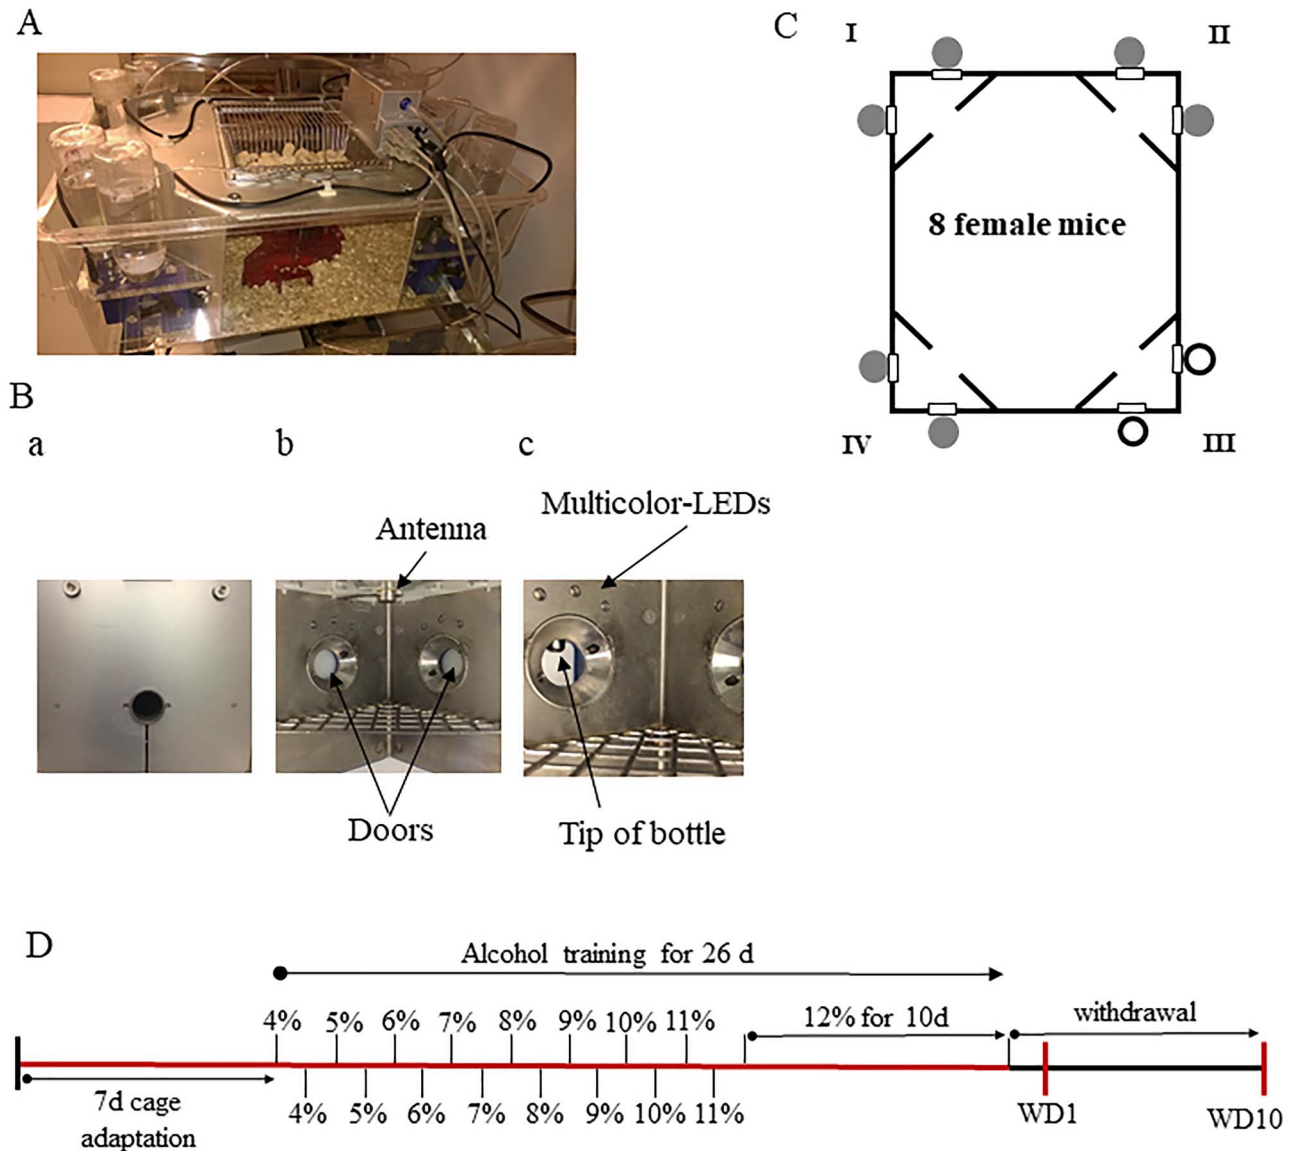 A
C
I
II
8 female mice
IV
III
B
a
b
c
Multicolor-LEDs
Antenna
Doors
Tip of bottle
D
Alcohol training for 26 d
4% 5% 6% 7% 8% 9% 10% 11%
12% for 10d
withdrawal
7d cage
adaptation
4% 5% 6% 7% 8% 9% 10% 11%
WD1
WD10